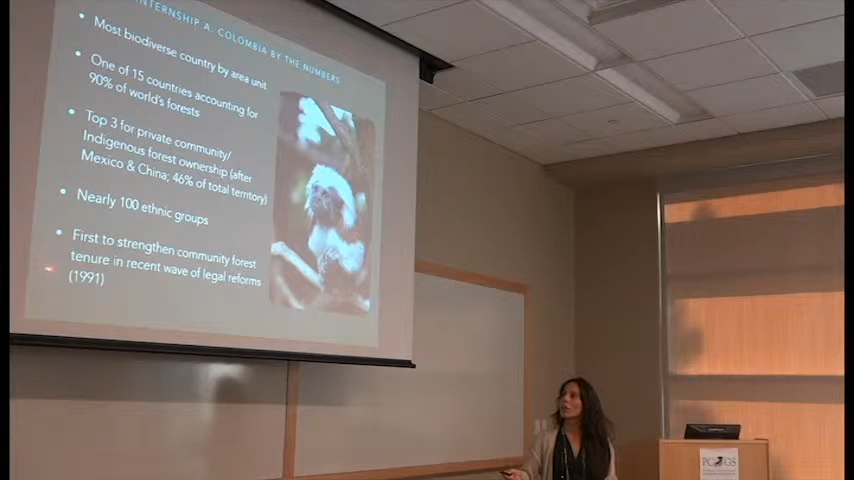 INTERNSHIP A: COLOMBIA BY THE NUMBERS
• Most biodiverse country by area unit
• One of 15 countries accounting for
90% of world's forests
• Top 3 for private community/
Indigenous forest ownership (after
Mexico & China; 46% of total territory)
• Nearly 100 ethnic groups
• First to strengthen community forest
tenure in recent wave of legal reforms
(1991)